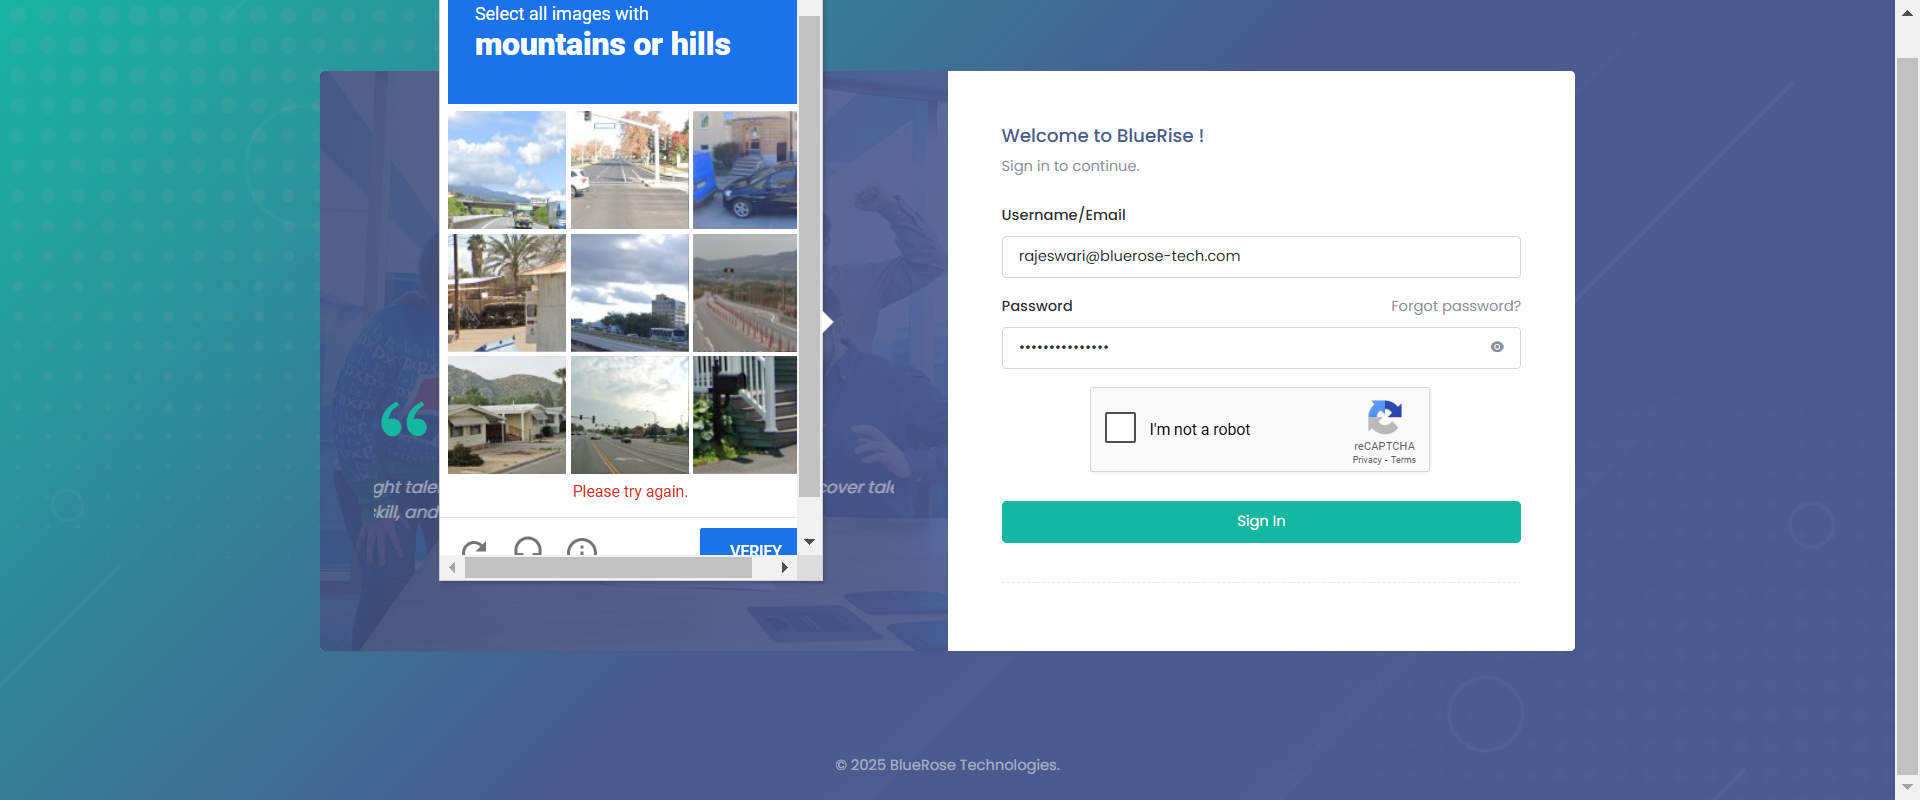 Select all images with
mountains or hills
Please try again.
VERIFY
ght tale
cover tale
skill, and
Welcome to BlueRise !
Sign in to continue.
Username/Email
rajeswari@bluerose-tech.com
Password
Forgot password?
I'm not a robot
reCAPTCHA
Privacy - Terms
Sign In
© 2025 BlueRose Technologies.